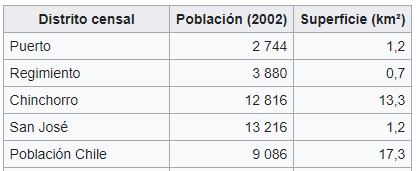 Distrito censal Población (2002) Superficie (km²)
Puerto 2 744 1,2
Regimiento 3 880 0,7
Chinchorro 12 816 13,3
San José 13 216 1,2
Población Chile 9 086 17,3